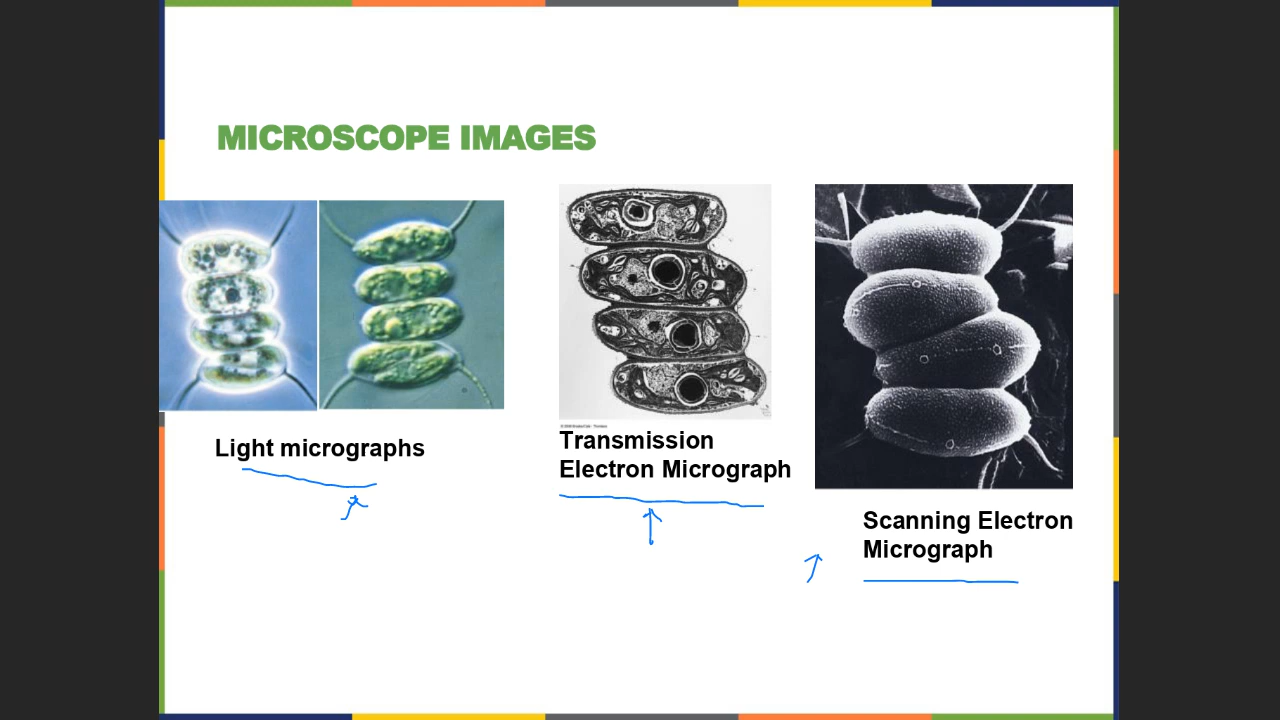 MICROSCOPE IMAGES
Light micrographs
Transmission
Electron Micrograph
Scanning Electron
Micrograph